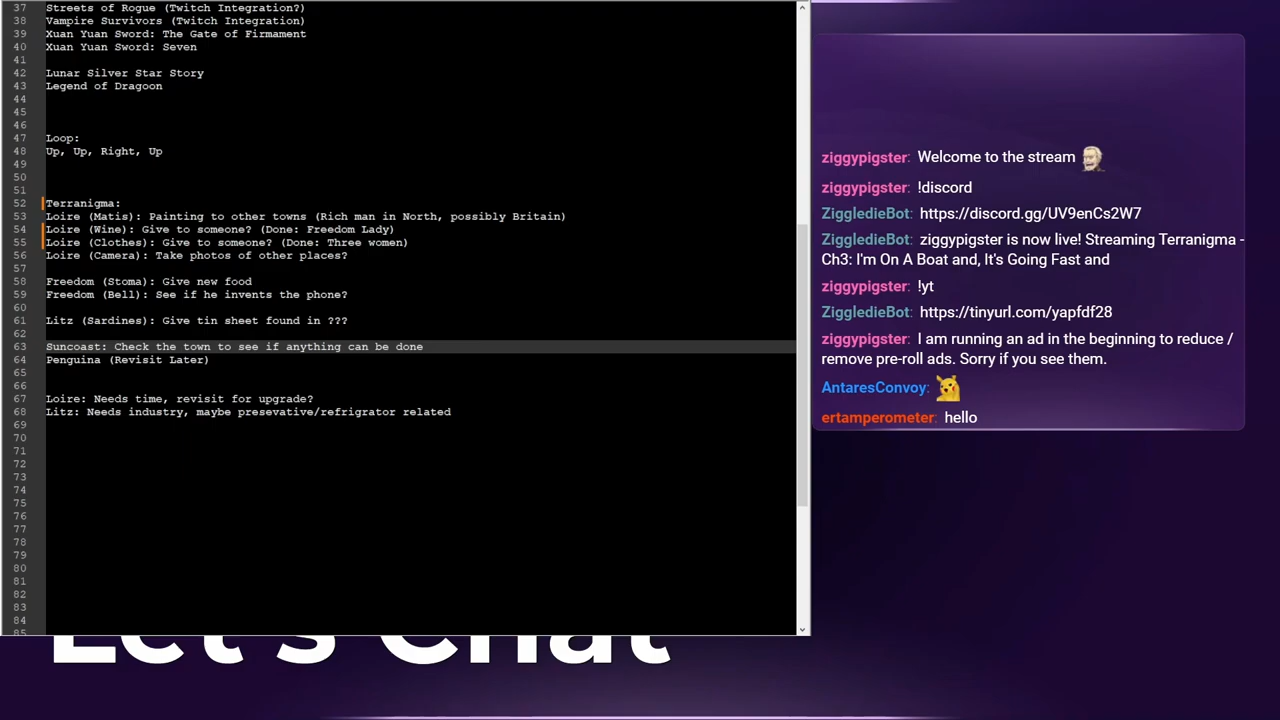 37 Streets of Rogue (Twitch Integration?)
38 Vampire Survivors (Twitch Integration)
39 Xuan Yuan Sword: The Gate of Firmament
40 Xuan Yuan Sword: Seven
41
42 Lunar Silver Star Story
43 Legend of Dragoon
44
45
46
47 Loop:
48 Up, Up, Right, Up
49
50
51
52 Terranigma:
53 Loire (Matis): Painting to other towns (Rich man in North, possibly Britain)
54 Loire (Wine): Give to someone? (Done: Freedom Lady)
55 Loire (Clothes): Give to someone? (Done: Three women)
56 Loire (Camera): Take photos of other places?
57
58 Freedom (Stoma): Give new food
59 Freedom (Bell): See if he invents the phone?
60
61 Litz (Sardines): Give tin sheet found in ???
62
63 Suncoast: Check the town to see if anything can be done
64 Penguina (Revisit Later)
65
66
67 Loire: Needs time, revisit for upgrade?
68 Litz: Needs industry, maybe presevative/refrigrator related
69
70
71
72
73
74
75
76
77
78
79
80
81
82
83
84
85
Let's Chat
ziggypigster: Welcome to the stream
ziggypigster: !discord
ZiggledieBot: https://discord.gg/UV9enCs2W7
ZiggledieBot: ziggypigster is now live! Streaming Terranigma -
Ch3: I'm On A Boat and, It's Going Fast and
ziggypigster: !yt
ZiggledieBot: https://tinyurl.com/yapfdf28
ziggypigster: I am running an ad in the beginning to reduce /
remove pre-roll ads. Sorry if you see them.
AntaresConvoy:
ertamperometer: hello